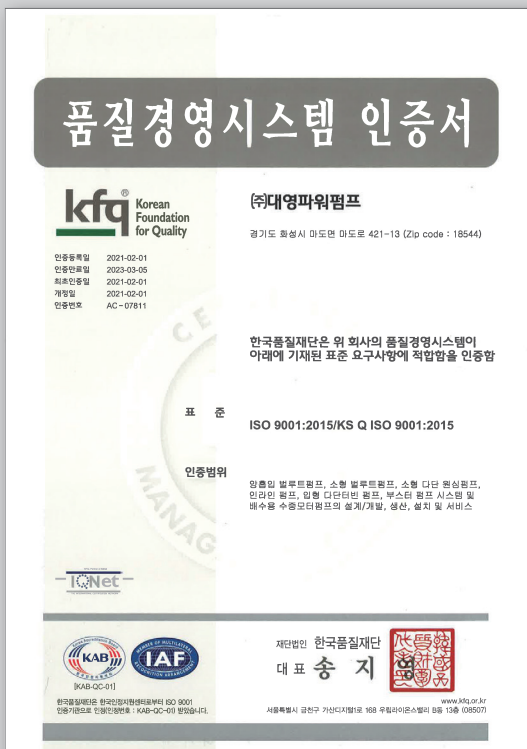 품질경영시스템 인증서
kfq®
Korean
Foundation
for Quality
㈜대영파워펌프
경기도 화성시 마도면 마도로 421-13 (Zip code : 18544)
인증등록일 2021-02-01
인증만료일 2023-03-05
최초인증일 2021-02-01
개정일 2021-02-01
인증번호 AC-07811
한국품질재단은 위 회사의 품질경영시스템이
아래에 기재된 표준 요구사항에 적합함을 인증함
표 준
ISO 9001:2015/KS Q ISO 9001:2015
인증범위
양흡입 벌루트펌프, 소형 벌루트펌프, 소형 다단 원심펌프,
인라인 펌프, 입형 다단터빈 펌프, 부스터 펌프 시스템 및
배수용 수중모터펌프의 설계/개발, 생산, 설치 및 서비스
IQNet
KAB
[KAB-QC-01]
MEMBER OF MULTILATERAL
IAF
RECOGNITION ARRANGEMENT
재단법인 한국품질재단
대 표 송 지 영
한국품질재단은 한국인정지원센터로부터 ISO 9001
인증기관으로 인정(인정번호 : KAB-QC-01) 받았습니다.
www.kfq.or.kr
서울특별시 금천구 가산디지털1로 168 우림라이온스밸리 B동 13층 (08507)